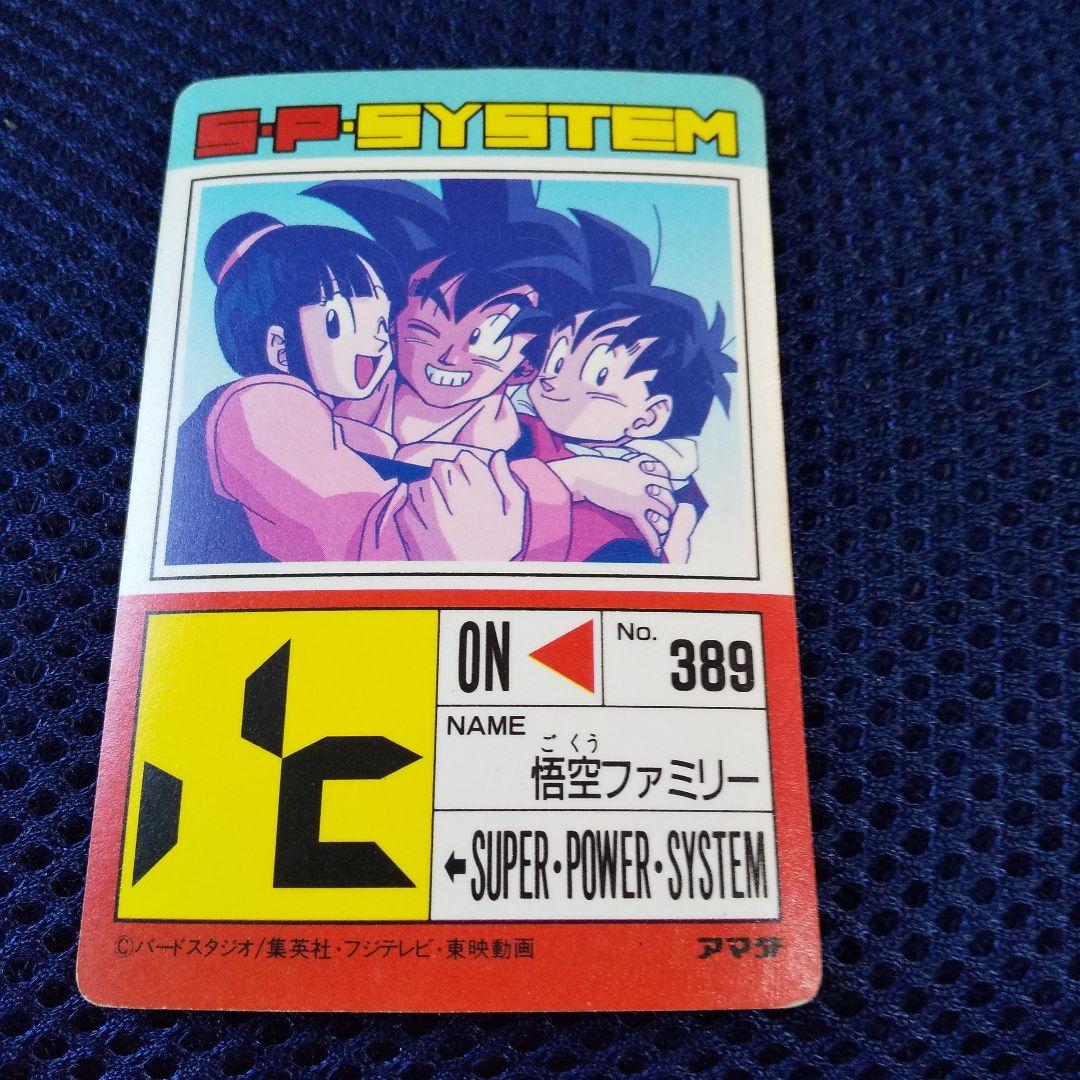 S·P·SYSTEM
ON
No. 389
NAME
ごくう
悟空ファミリー
←SUPER・POWER・SYSTEM
©バードスタジオ/集英社・フジテレビ・東映動画
アマダ